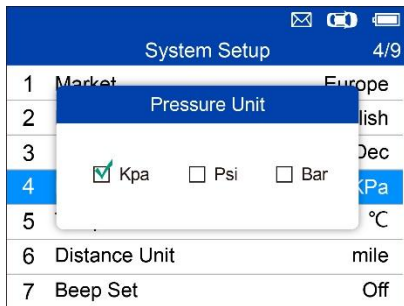 System Setup 4/9
1 Market Europe
Pressure Unit
2 lish
3 Dec
Kpa Psi Bar
4 KPa
5 °C
6 Distance Unit mile
7 Beep Set Off